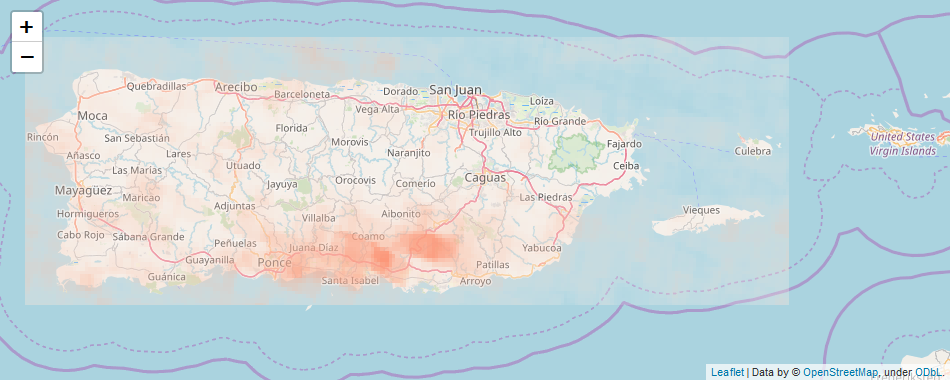 +
−
Quebradillas
Arecibo
Barceloneta
Dorado
San Juan
Loiza
Vega Alta
Río Piedras
Río Grande
Moca
Rincón
San Sebastián
Florida
Morovis
Trujillo Alto
Fajardo
Culebra
United States
Virgin Islands
Añasco
Lares
Naranjito
Las Marías
Utuado
Ceiba
Mayagüez
Maricao
Jayuya
Orocovis
Comerio
Caguas
Las Piedras
Hormigueros
Adjuntas
Villalba
Aibonito
Vieques
Cabo Rojo
Sábana Grande
Peñuelas
Juana Díaz
Coamo
Yabucoa
Guayanilla
Ponce
Patillas
Guánica
Santa Isabel
Arroyo
Leaflet | Data by © OpenStreetMap, under ODbL.